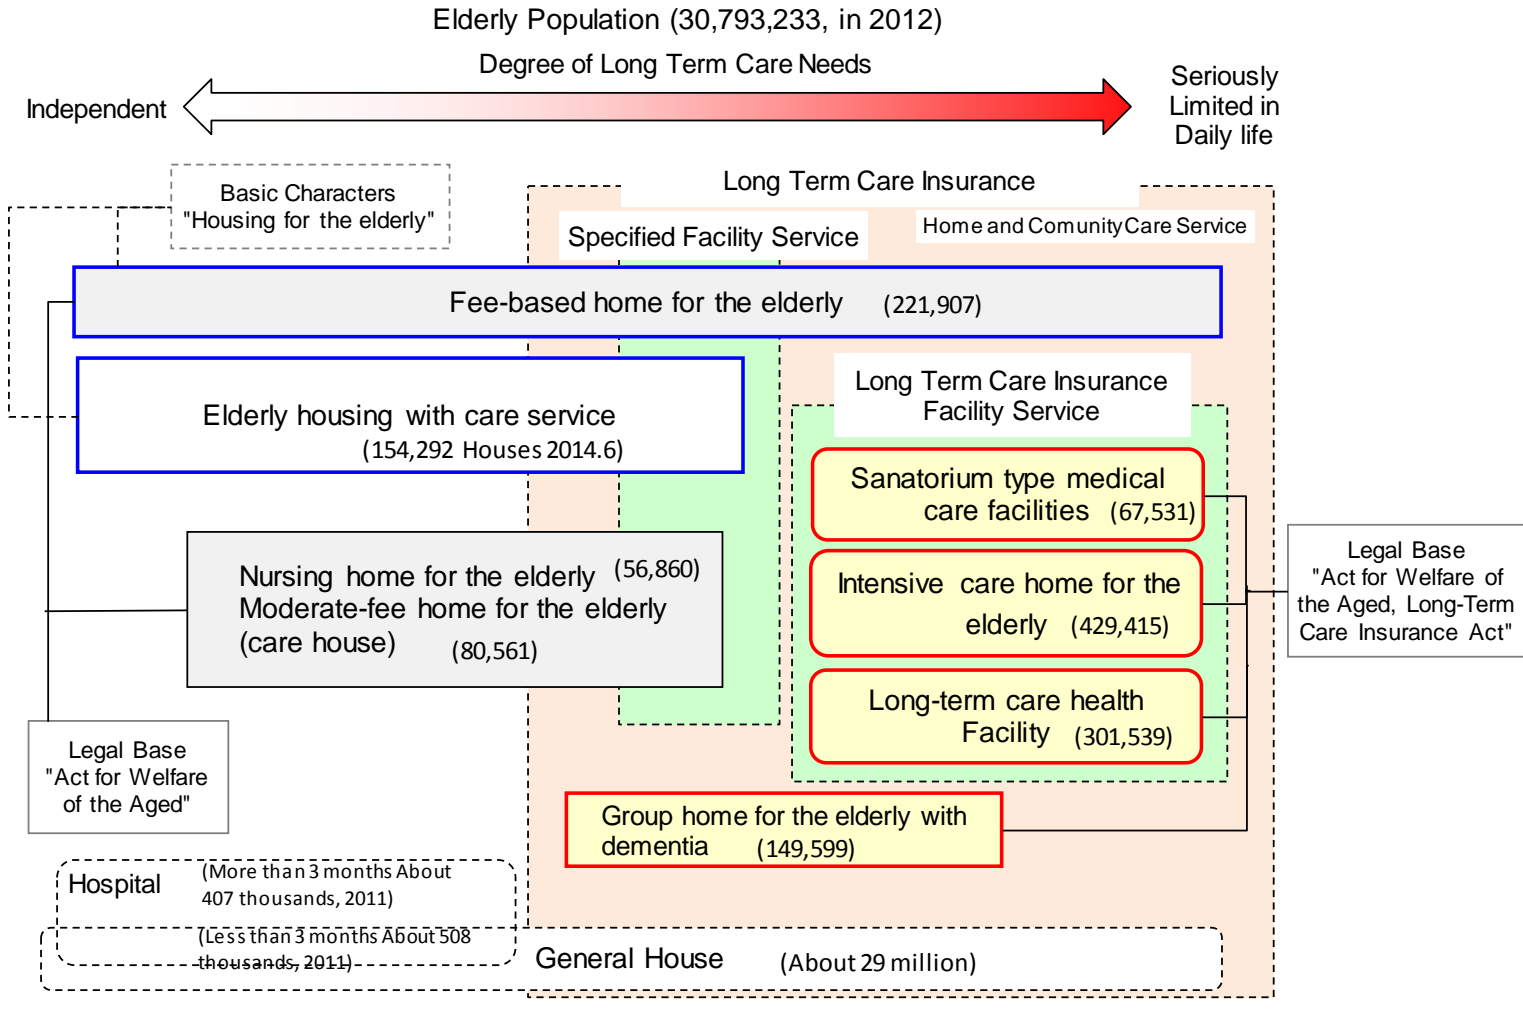 Elderly Population (30,793,233, in 2012)
Degree of Long Term Care Needs
Independent
Seriously
Limited in
Daily life
Basic Characters
"Housing for the elderly"
Long Term Care Insurance
Specified Facility Service
Home and Comunity Care Service
Fee-based home for the elderly (221,907)
Elderly housing with care service
(154,292 Houses 2014.6)
Long Term Care Insurance
Facility Service
Sanatorium type medical
care facilities (67,531)
Intensive care home for the
elderly (429,415)
Long-term care health
Facility (301,539)
Nursing home for the elderly (56,860)
Moderate-fee home for the elderly
(care house) (80,561)
Legal Base
"Act for Welfare of
the Aged, Long-Term
Care Insurance Act"
Legal Base
"Act for Welfare
of the Aged"
Group home for the elderly with
dementia (149,599)
Hospital
(More than 3 months About
407 thousands, 2011)
(Less than 3 months About 508
thousands, 2011)
General House (About 29 million)